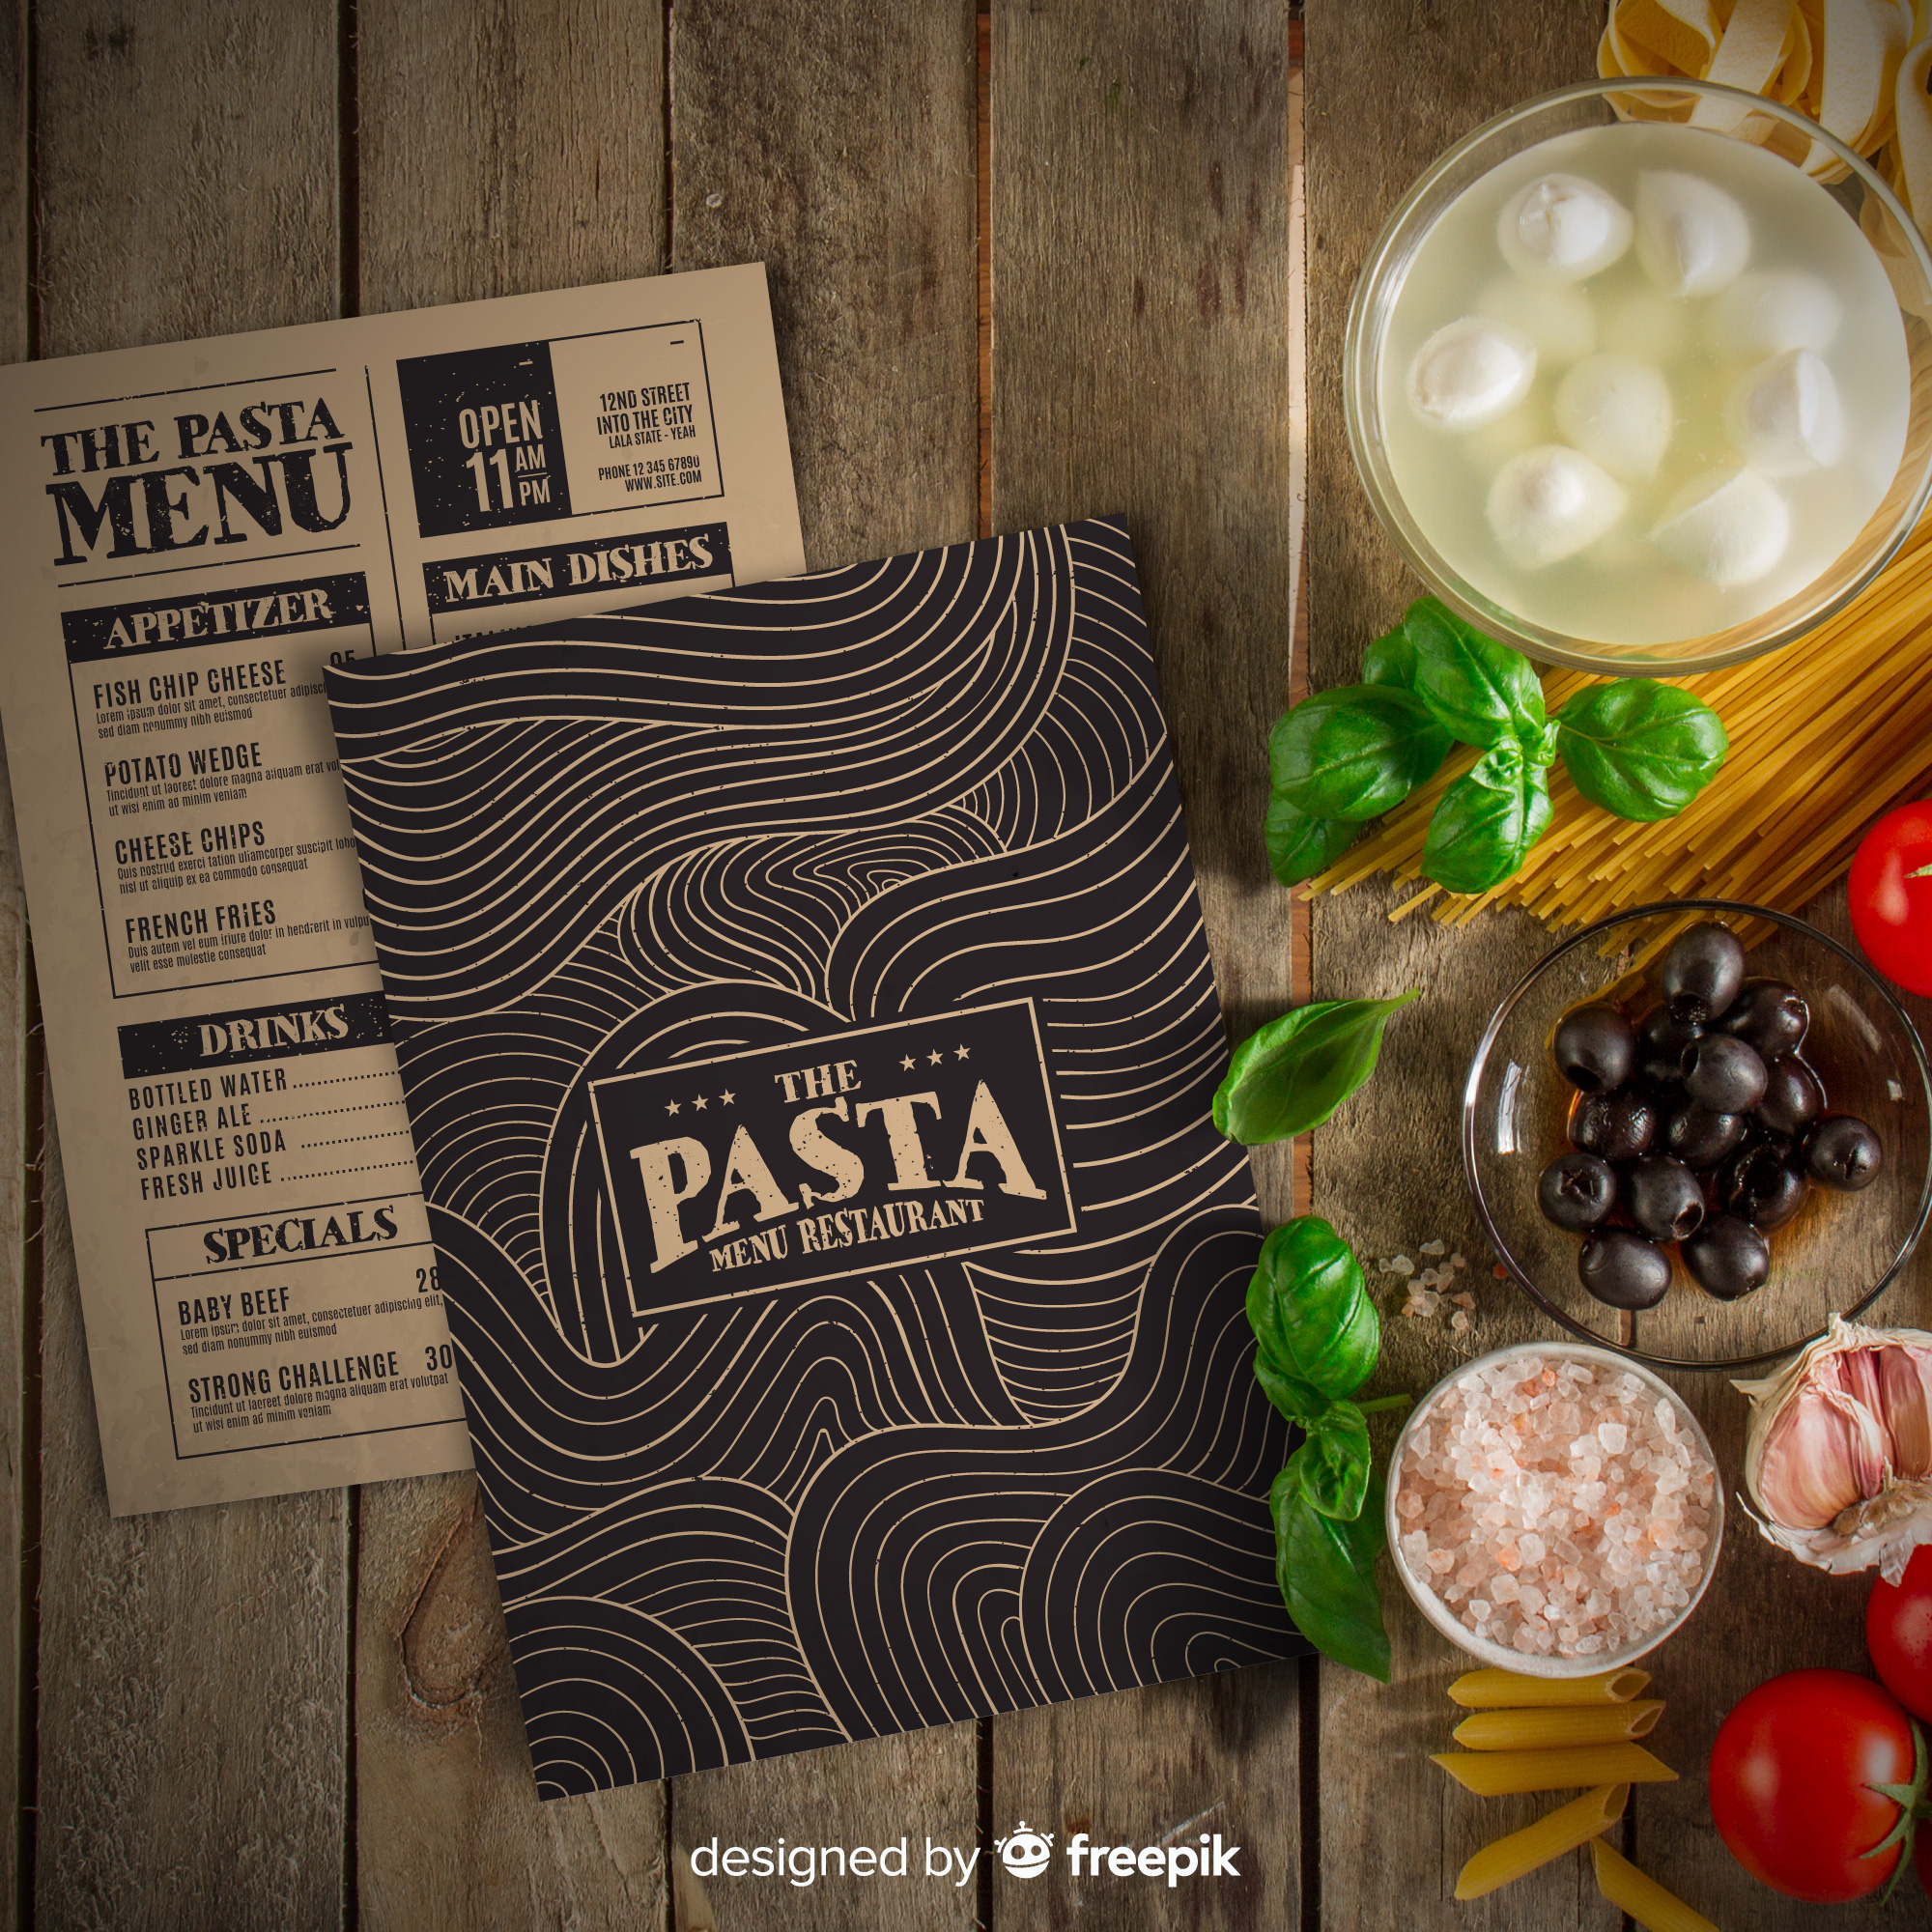 THE PASTA
MENU
OPEN
11 AM
PM
12ND STREET
INTO THE CITY
LALA STATE - YEAH
PHONE 12 345 67890
WWW.SITE.COM
APPETIZER
FISH CHIP CHEESE 05
Lorem ipsum dolor sit amet, consectetuer
sed diam nonummy nibh euismod
POTATO WEDGE
Tincidunt ut laoreet dolore magna aliquam erat
ut wisi enim ad minim veniam
CHEESE CHIPS
Quis nostrud exerci tation ullamcorper suscipit
nisl ut aliquip ex ea commodo consequat
FRENCH FRIES
Duis autem vel eum iriure dolor in hendrerit in
velit esse molestie consequat
DRINKS
BOTTLED WATER
GINGER ALE
SPARKLE SODA
FRESH JUICE
SPECIALS
BABY BEEF 28
Lorem ipsum dolor sit amet, consectetuer adipiscing elit,
sed diam nonummy nibh euismod
STRONG CHALLENGE 30
Tincidunt ut laoreet dolore magna aliquam erat volutpat
ut wisi enim ad minim veniam
MAIN DISHES
THE
PASTA
MENU RESTAURANT
designed by freepik